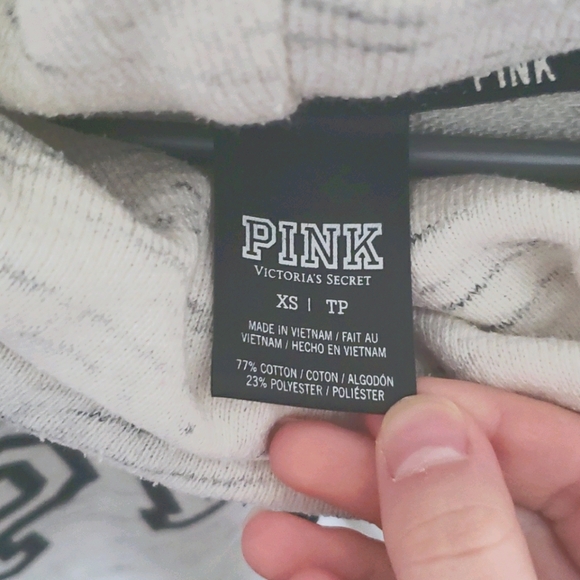 PINK
PINK
VICTORIA'S SECRET
XS | TP
MADE IN VIETNAM / FAIT AU
VIETNAM / HECHO EN VIETNAM
77% COTTON / COTON / ALGODÓN
23% POLYESTER / POLIÉSTER